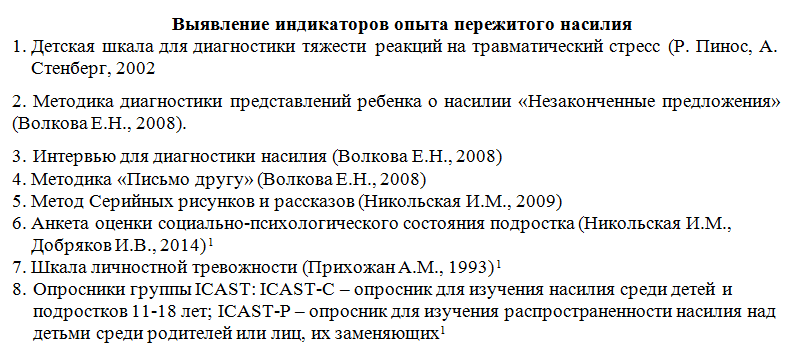 Выявление индикаторов опыта пережитого насилия
1. Детская шкала для диагностики тяжести реакций на травматический стресс (Р. Пинос, А.
Стенберг, 2002
2. Методика диагностики представлений ребенка о насилии «Незаконченные предложения»
(Волкова Е.Н., 2008).
3. Интервью для диагностики насилия (Волкова Е.Н., 2008)
4. Методика «Письмо другу» (Волкова Е.Н., 2008)
5. Метод Серийных рисунков и рассказов (Никольская И.М., 2009)
6. Анкета оценки социально-психологического состояния подростка (Никольская И.М.,
Добряков И.В., 2014)¹
7. Шкала личностной тревожности (Прихожан А.М., 1993)¹
8. Опросники группы ICAST: ICAST-C – опросник для изучения насилия среди детей и
подростков 11-18 лет; ICAST-P – опросник для изучения распространенности насилия над
детьми среди родителей или лиц, их заменяющих¹